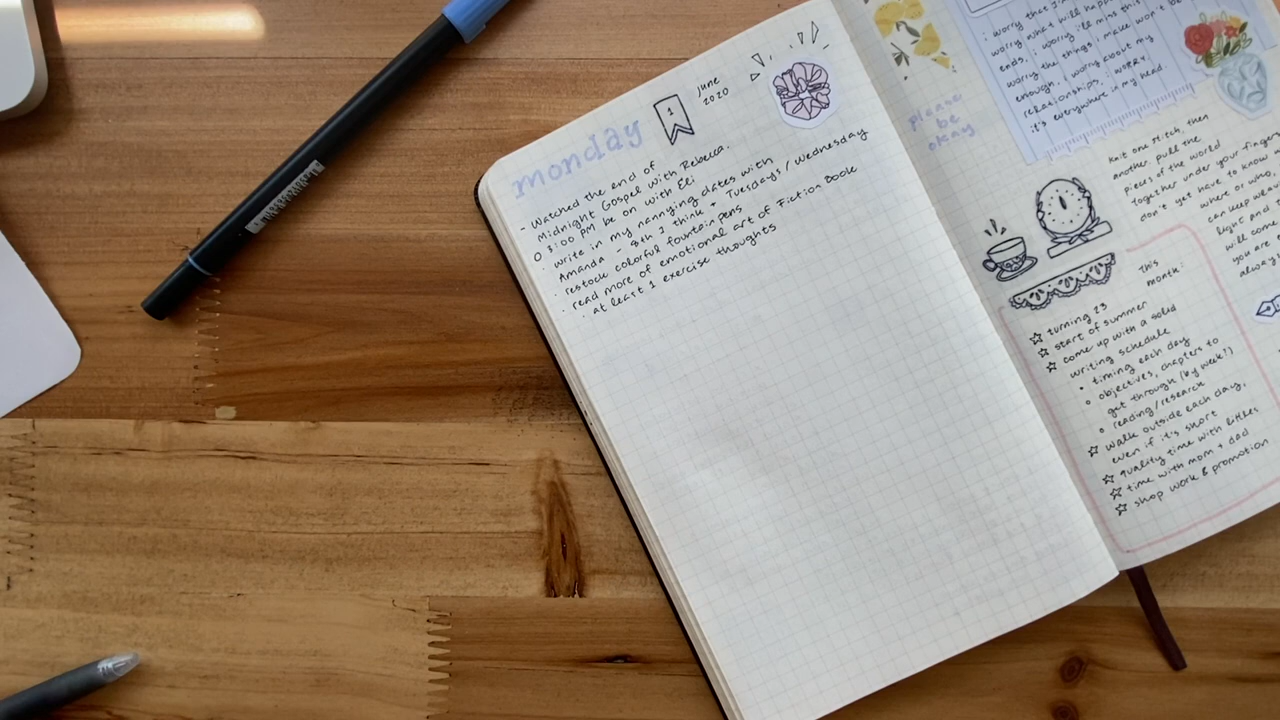 monday
1
June
2020
- Watched the end of
Midnight Gospel with Rebecca.
O 3:00 PM be on with Eli
· write in my nannying dates with
Amanda - 8th I think * Tuesdays / Wednesday
· restock colorful fountain pens
· read more of emotional art of Fiction Book
· at least 1 exercise thoughts
please
be
okay
i worry that I
worry what will happ
ends, i worry i'll miss this
worry the things i make won't be
enough, i worry about my
relationships, i worry,
it's everywhere in my head.
Knit one stitch, then
another, pull the
pieces of the world
together under your finger
don't get have to know
where or who,
can keep
light and
will com
you are
alway
This
month:
☆ turning 23
☆ start of summer
☆ come up with a solid
writing schedule
• timing each day
o objectives, chapters to
get through (by week?)
o reading/research
☆ walk outside each day,
even if it's short
☆ quality time with
☆ time with mom + dad
☆ shop work & promotion